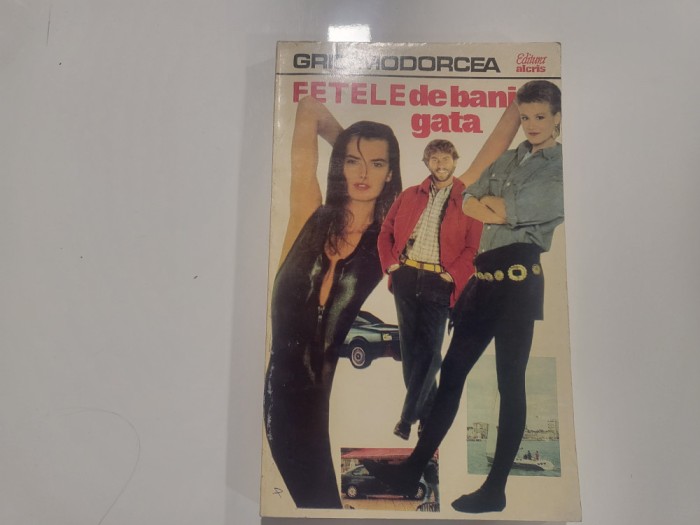 MODORCEA
Editura
alcris
FETELE de bani
gata